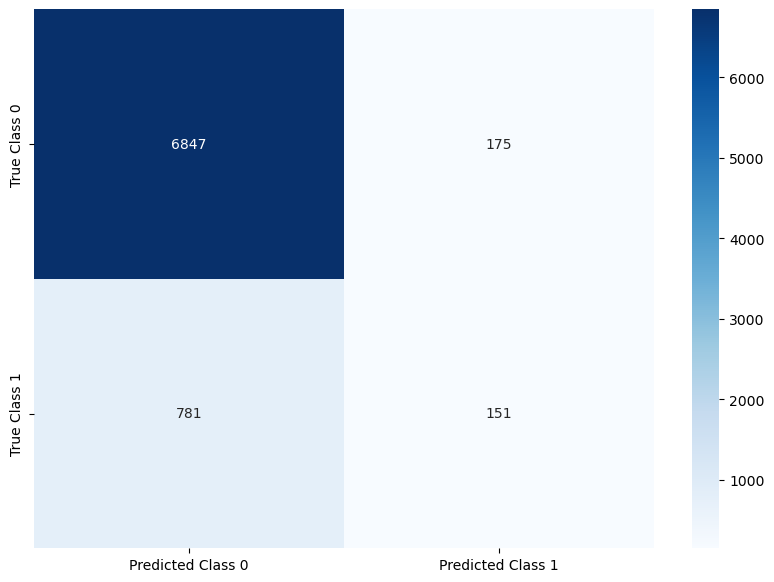 True Class 0
6847
175
True Class 1
781
151
Predicted Class 0
Predicted Class 1
6000
5000
4000
3000
2000
1000